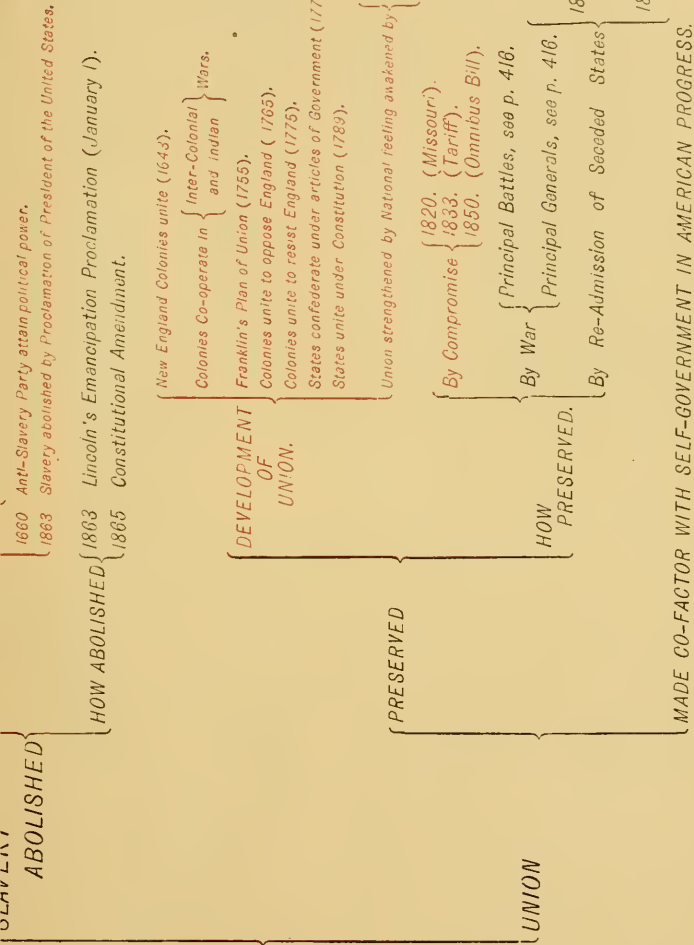 SLAVERY
ABOLISHED
1660 Anti-Slavery Party attain political power.
1863 Slavery abolished by Proclamation of President of the United States.
HOW ABOLISHED
1863 Lincoln's Emancipation Proclamation (January 1).
1865 Constitutional Amendment.
UNION
PRESERVED
DEVELOPMENT
OF
UNION.
New England Colonies unite (1643).
Colonies Co-operate in
Inter-Colonial
and Indian
Wars.
Franklin's Plan of Union (1755).
Colonies unite to oppose England (1765).
Colonies unite to resist England (1775).
States confederate under articles of Government (177
States unite under Constitution (1789).
Union strengthened by National feeling awakened by
HOW
PRESERVED.
By Compromise
1820. (Missouri).
1833. (Tariff).
1850. (Omnibus Bill).
By War
Principal Battles, see p. 416.
Principal Generals, see p. 416.
By Re-Admission of Seceded States
18
18
MADE CO-FACTOR WITH SELF-GOVERNMENT IN AMERICAN PROGRESS.